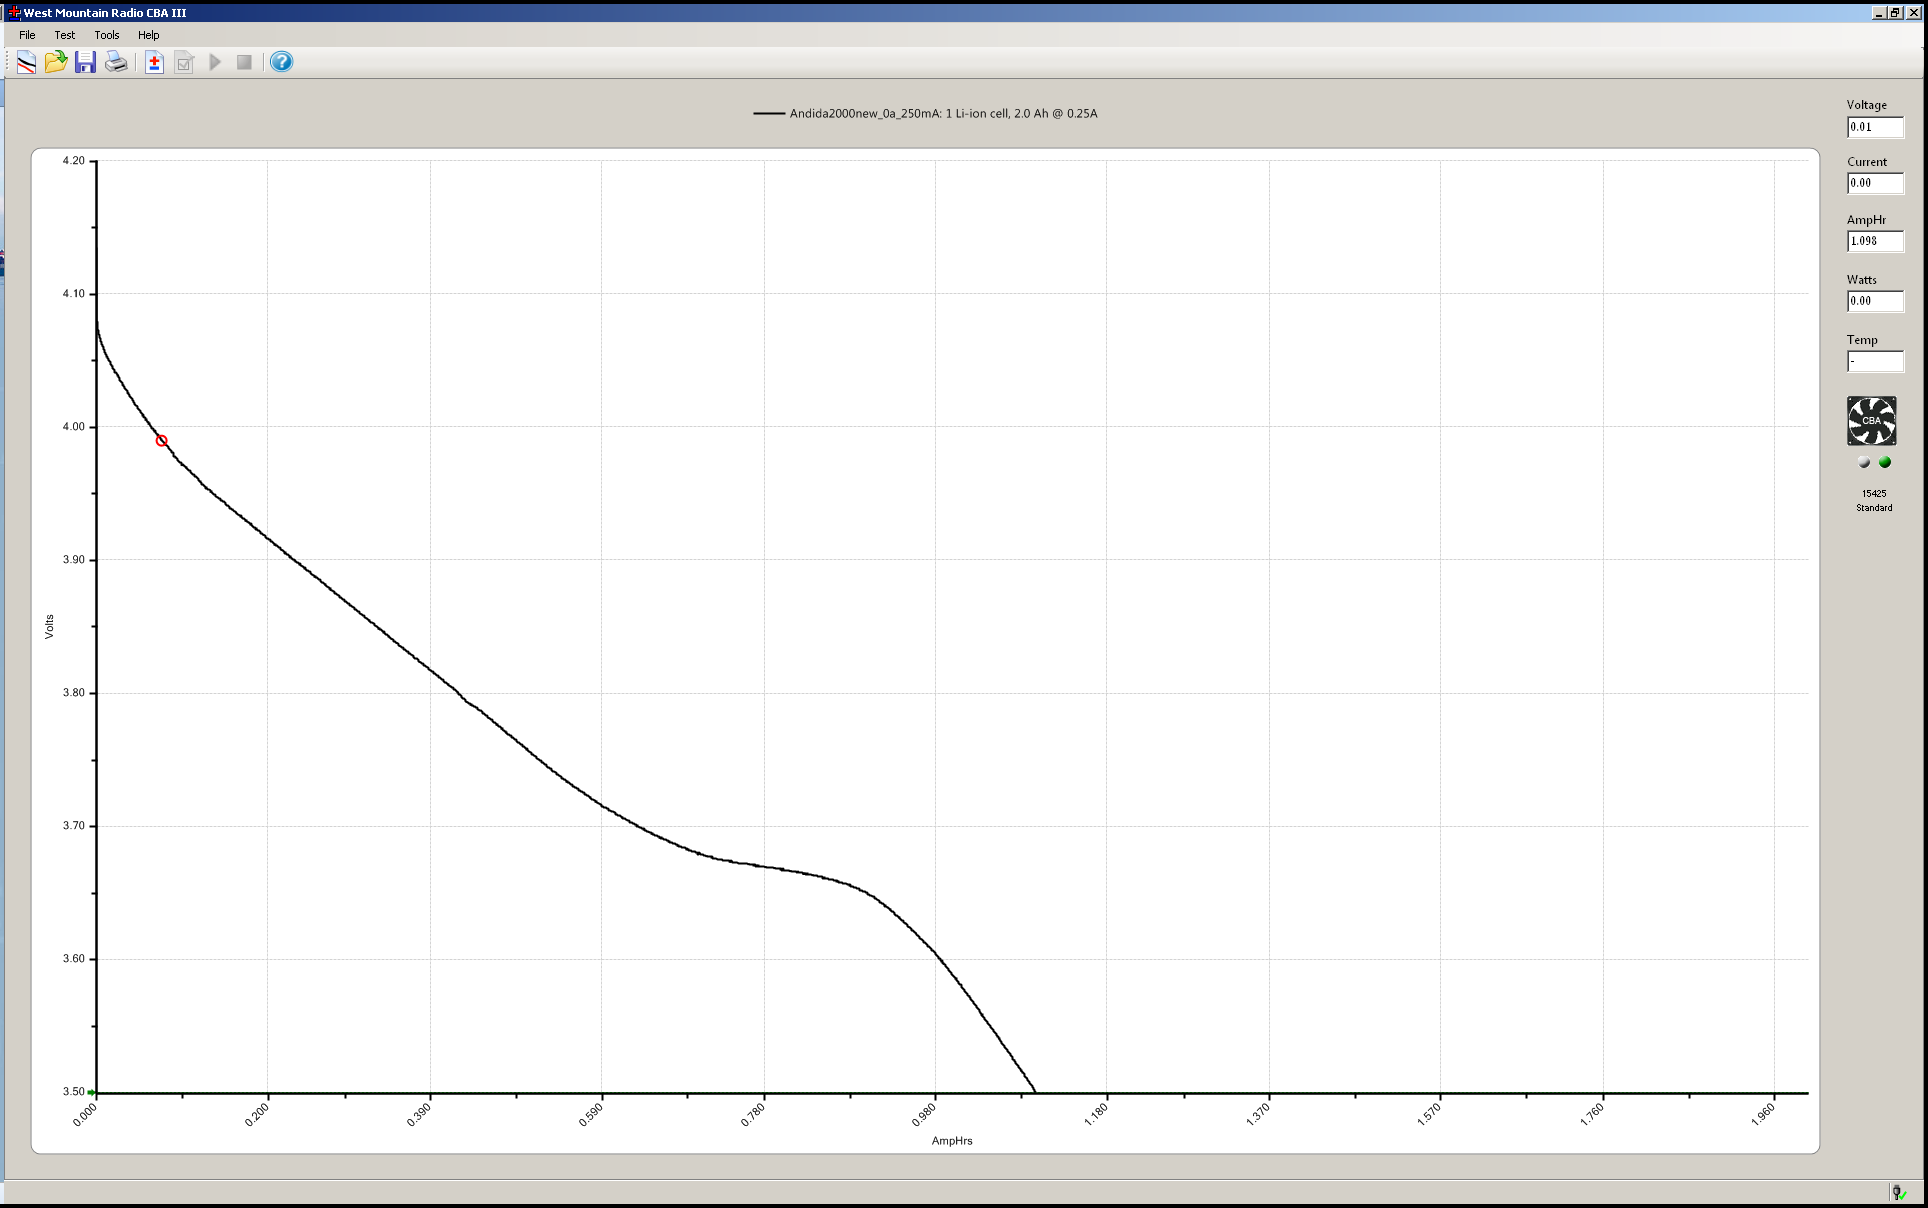 West Mountain Radio CBA III
File Test Tools Help
Andida2000new_0a_250mA: 1 Li-ion cell, 2.0 Ah @ 0.25A
Voltage
0.01
Current
0.00
AmpHr
1.098
Watts
0.00
Temp
-
CBA
15425
Standard
4.20
4.10
4.00
3.90
3.80
3.70
3.60
3.50
Volts
0.000 0.200 0.390 0.590 0.780 0.980 1.180 1.370 1.570 1.760 1.960
AmpHrs